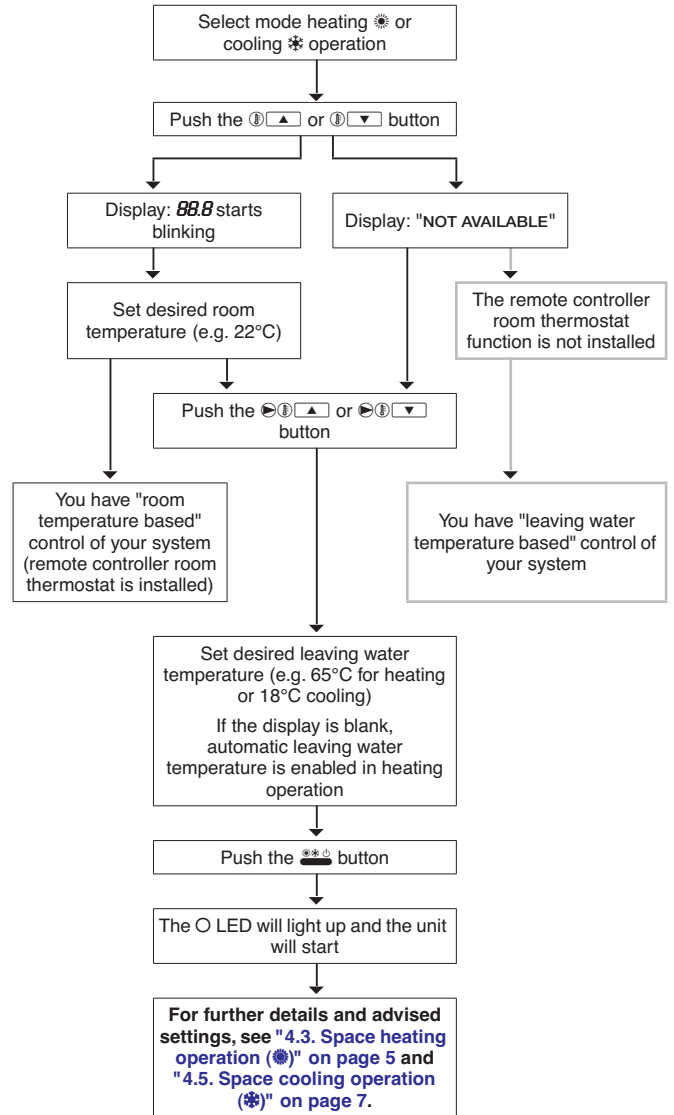 Select mode heating ☀ or
cooling ❄ operation
Push the ▲ or ▼ button
Display: 88.8 starts
blinking
Display: "NOT AVAILABLE"
Set desired room
temperature (e.g. 22°C)
The remote controller
room thermostat
function is not installed
Push the ▲ or ▼
button
You have "room
temperature based"
control of your system
(remote controller room
thermostat is installed)
You have "leaving water
temperature based" control of
your system
Set desired leaving water
temperature (e.g. 65°C for heating
or 18°C cooling)
If the display is blank,
automatic leaving water
temperature is enabled in heating
operation
Push the button
The O LED will light up and the unit
will start
For further details and advised
settings, see "4.3. Space heating
operation (☀)" on page 5 and
"4.5. Space cooling operation
(❄)" on page 7.